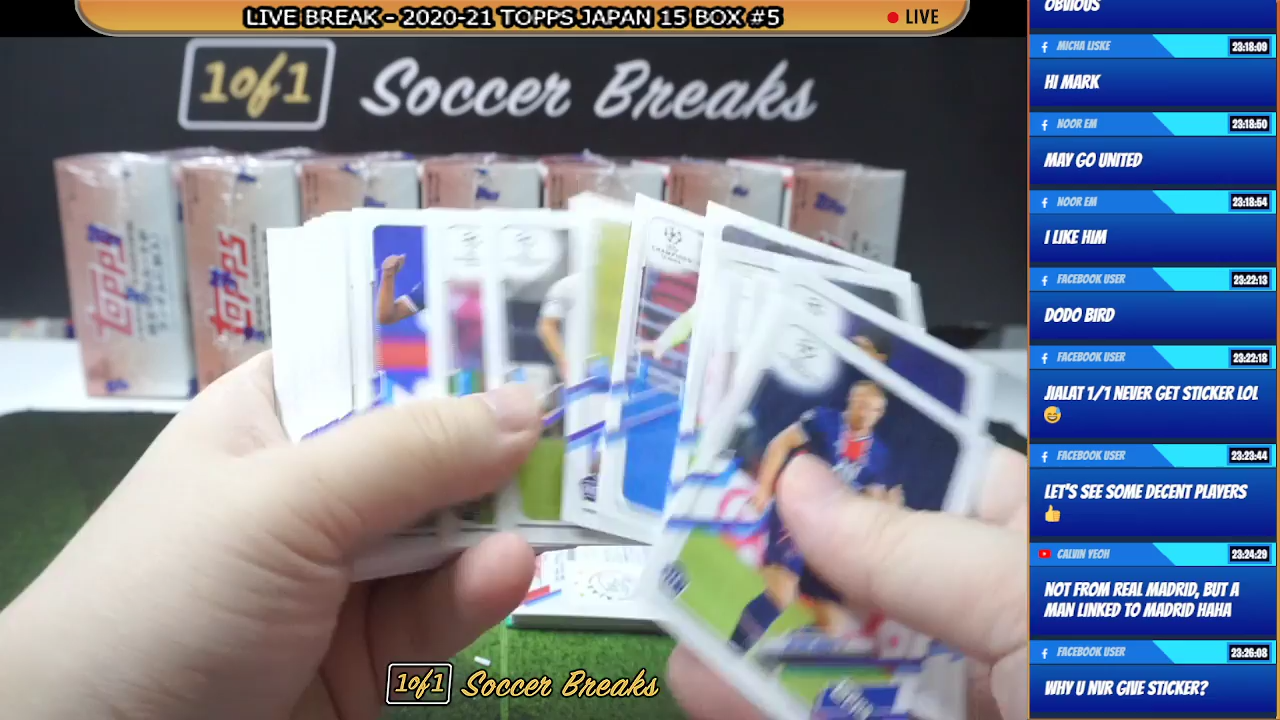 LIVE BREAK - 2020-21 TOPPS JAPAN 15 BOX #5
LIVE
1of1 Soccer Breaks
TOPPS
TOPPS
1of1 Soccer Breaks
OBVIOUS
MICHA LISKE 23:18:09
HI MARK
NOOR EM 23:18:50
MAY GO UNITED
NOOR EM 23:18:54
I LIKE HIM
FACEBOOK USER 23:22:13
DODO BIRD
FACEBOOK USER 23:22:18
JIALAT 1/1 NEVER GET STICKER LOL
😅
FACEBOOK USER 23:23:44
LET'S SEE SOME DECENT PLAYERS
👍
CALVIN YEOH 23:24:29
NOT FROM REAL MADRID, BUT A
MAN LINKED TO MADRID HAHA
FACEBOOK USER 23:26:08
WHY U NVR GIVE STICKER?